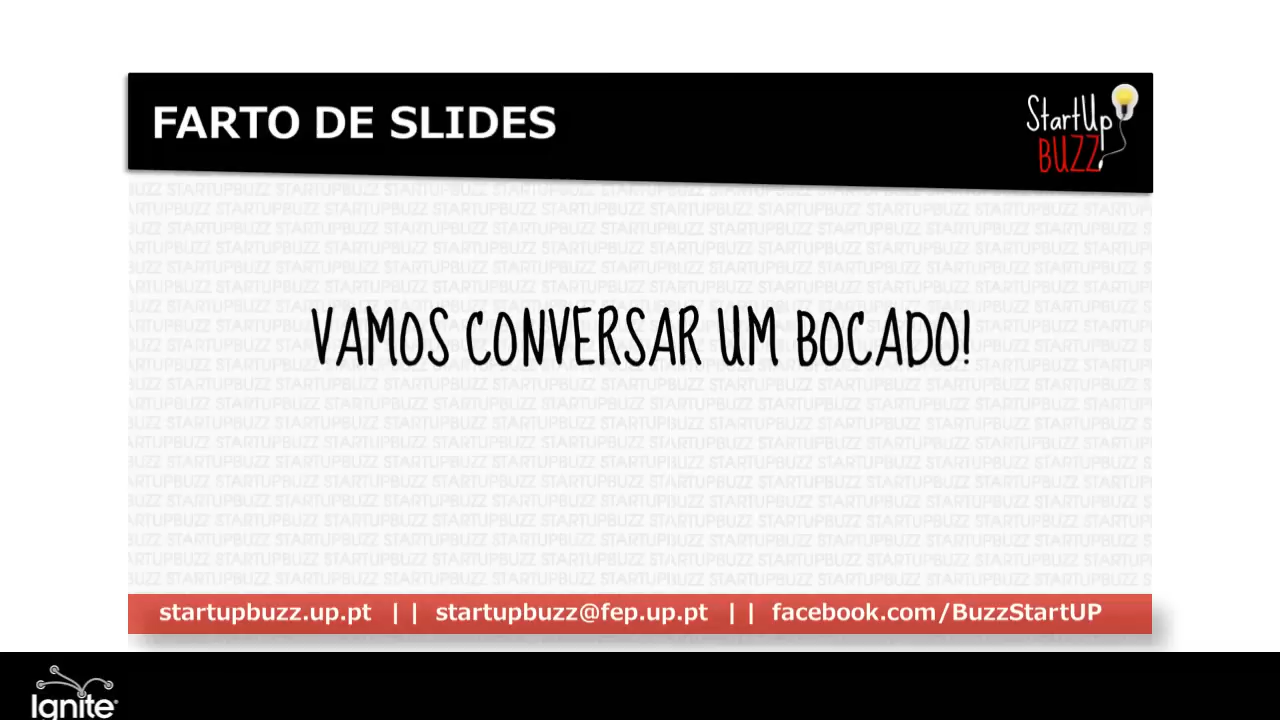 FARTO DE SLIDES
StartUp
BUZZ
VAMOS CONVERSAR UM BOCADO!
startupbuzz.up.pt || startupbuzz@fep.up.pt || facebook.com/BuzzStartUP
Ignite